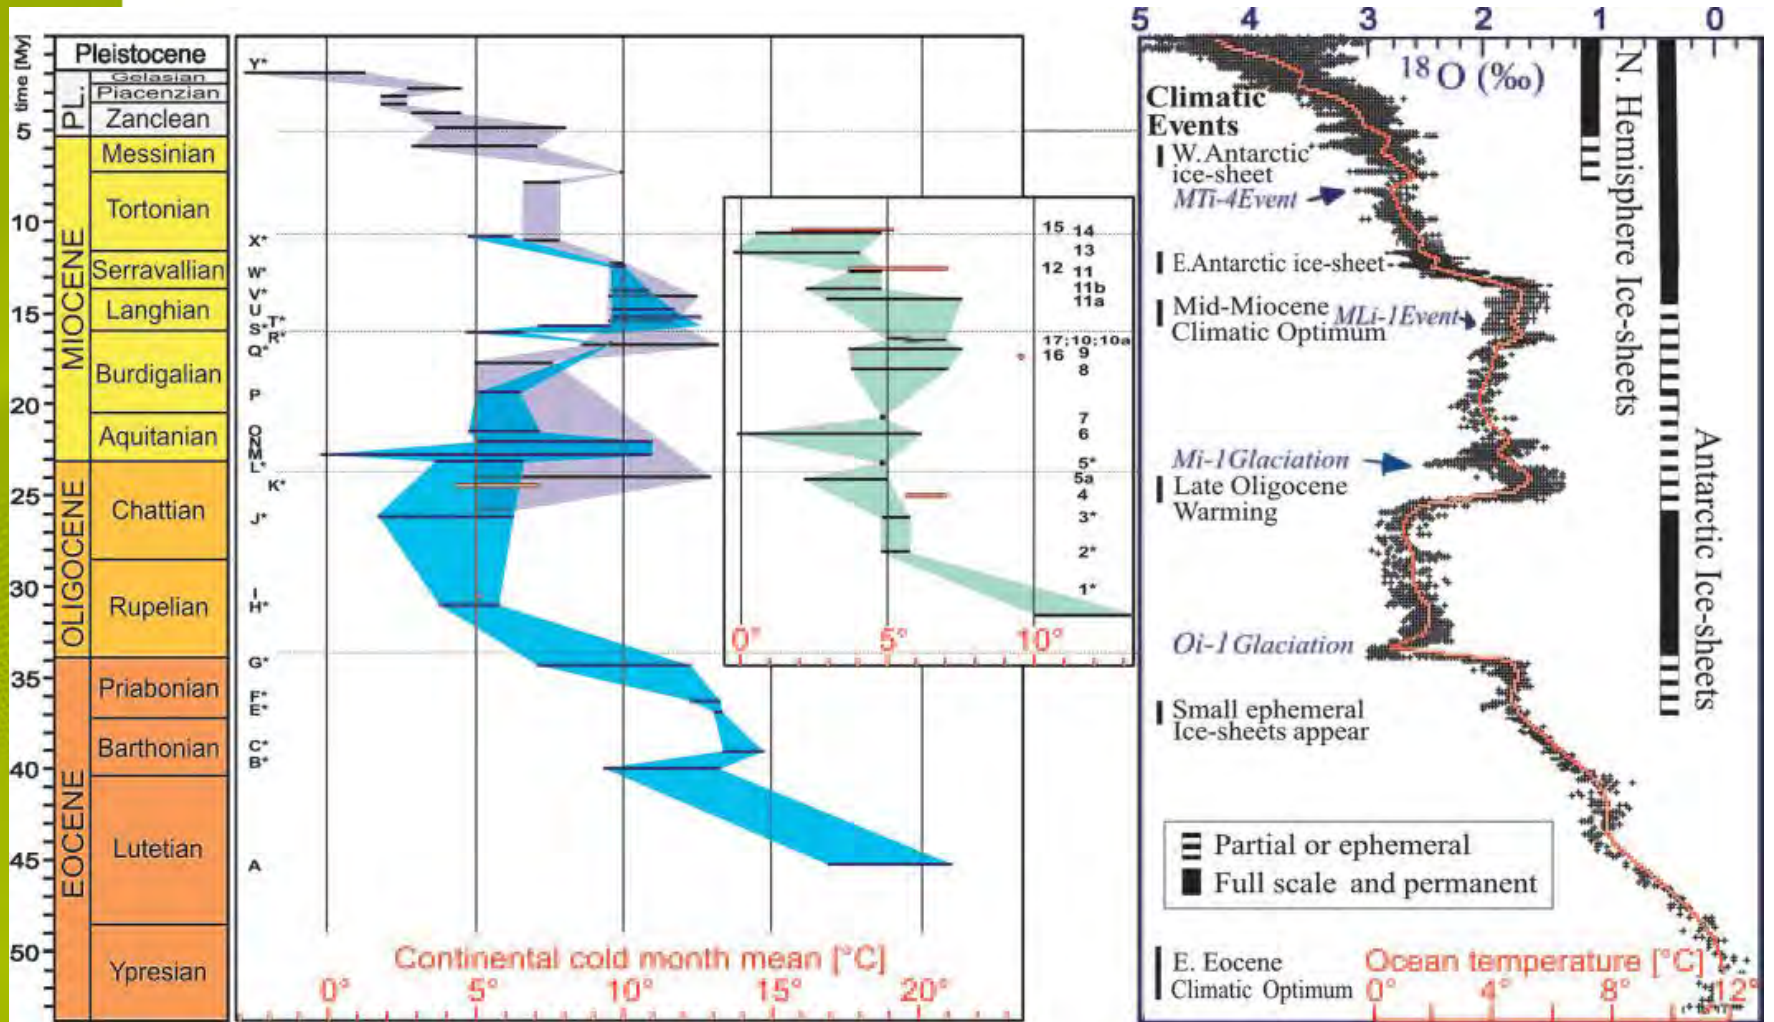 time [My]
5
10
15
20
25
30
35
40
45
50
PL.
MIOCENE
OLIGOCENE
EOCENE
Pleistocene
Gelasian
Piacenzian
Zanclean
Messinian
Tortonian
Serravallian
Langhian
Burdigalian
Aquitanian
Chattian
Rupelian
Priabonian
Barthonian
Lutetian
Ypresian
Y*
X*
W*
V*
U
T*
S*
R*
Q*
P
O
N
M
L*
K*
J*
I
H*
G*
F*
E*
C*
B*
A
Continental cold month mean [°C]
0° 5° 10° 15° 20°
15 14
13
12 11
11b
11a
17;10;10a
16 9
8
7
6
5*
5a
4
3*
2*
1*
0° 5° 10°
5 4 3 2 1 0
18 O (‰)
Climatic
Events
W. Antarctic
ice-sheet
MTi-4Event
E.Antarctic ice-sheet
Mid-Miocene
Climatic Optimum
MLi-1Event
Mi-1Glaciation
Late Oligocene
Warming
Oi-1Glaciation
Small ephemeral
Ice-sheets appear
Partial or ephemeral
Full scale and permanent
E. Eocene
Climatic Optimum
Ocean temperature [°C]
0° 4° 8° 12°
N. Hemisphere Ice-sheets
Antarctic Ice-sheets